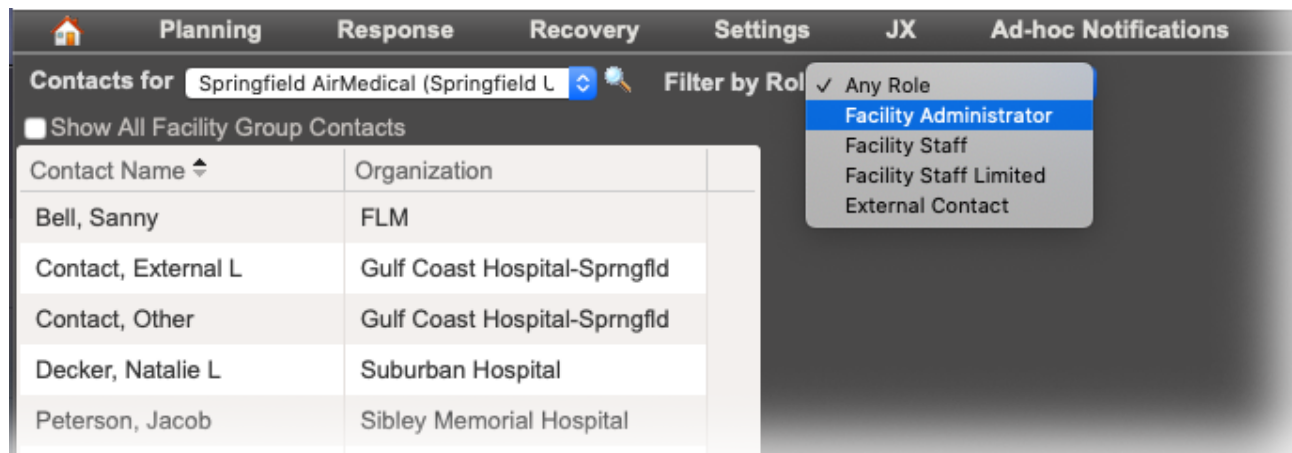 Planning Response Recovery Settings JX Ad-hoc Notifications
Contacts for Springfield AirMedical (Springfield U Filter by Rol
✓ Any Role
Facility Administrator
Facility Staff
Facility Staff Limited
External Contact
Show All Facility Group Contacts
Contact Name Organization
Bell, Sanny FLM
Contact, External L Gulf Coast Hospital-Sprngfld
Contact, Other Gulf Coast Hospital-Sprngfld
Decker, Natalie L Suburban Hospital
Peterson, Jacob Sibley Memorial Hospital